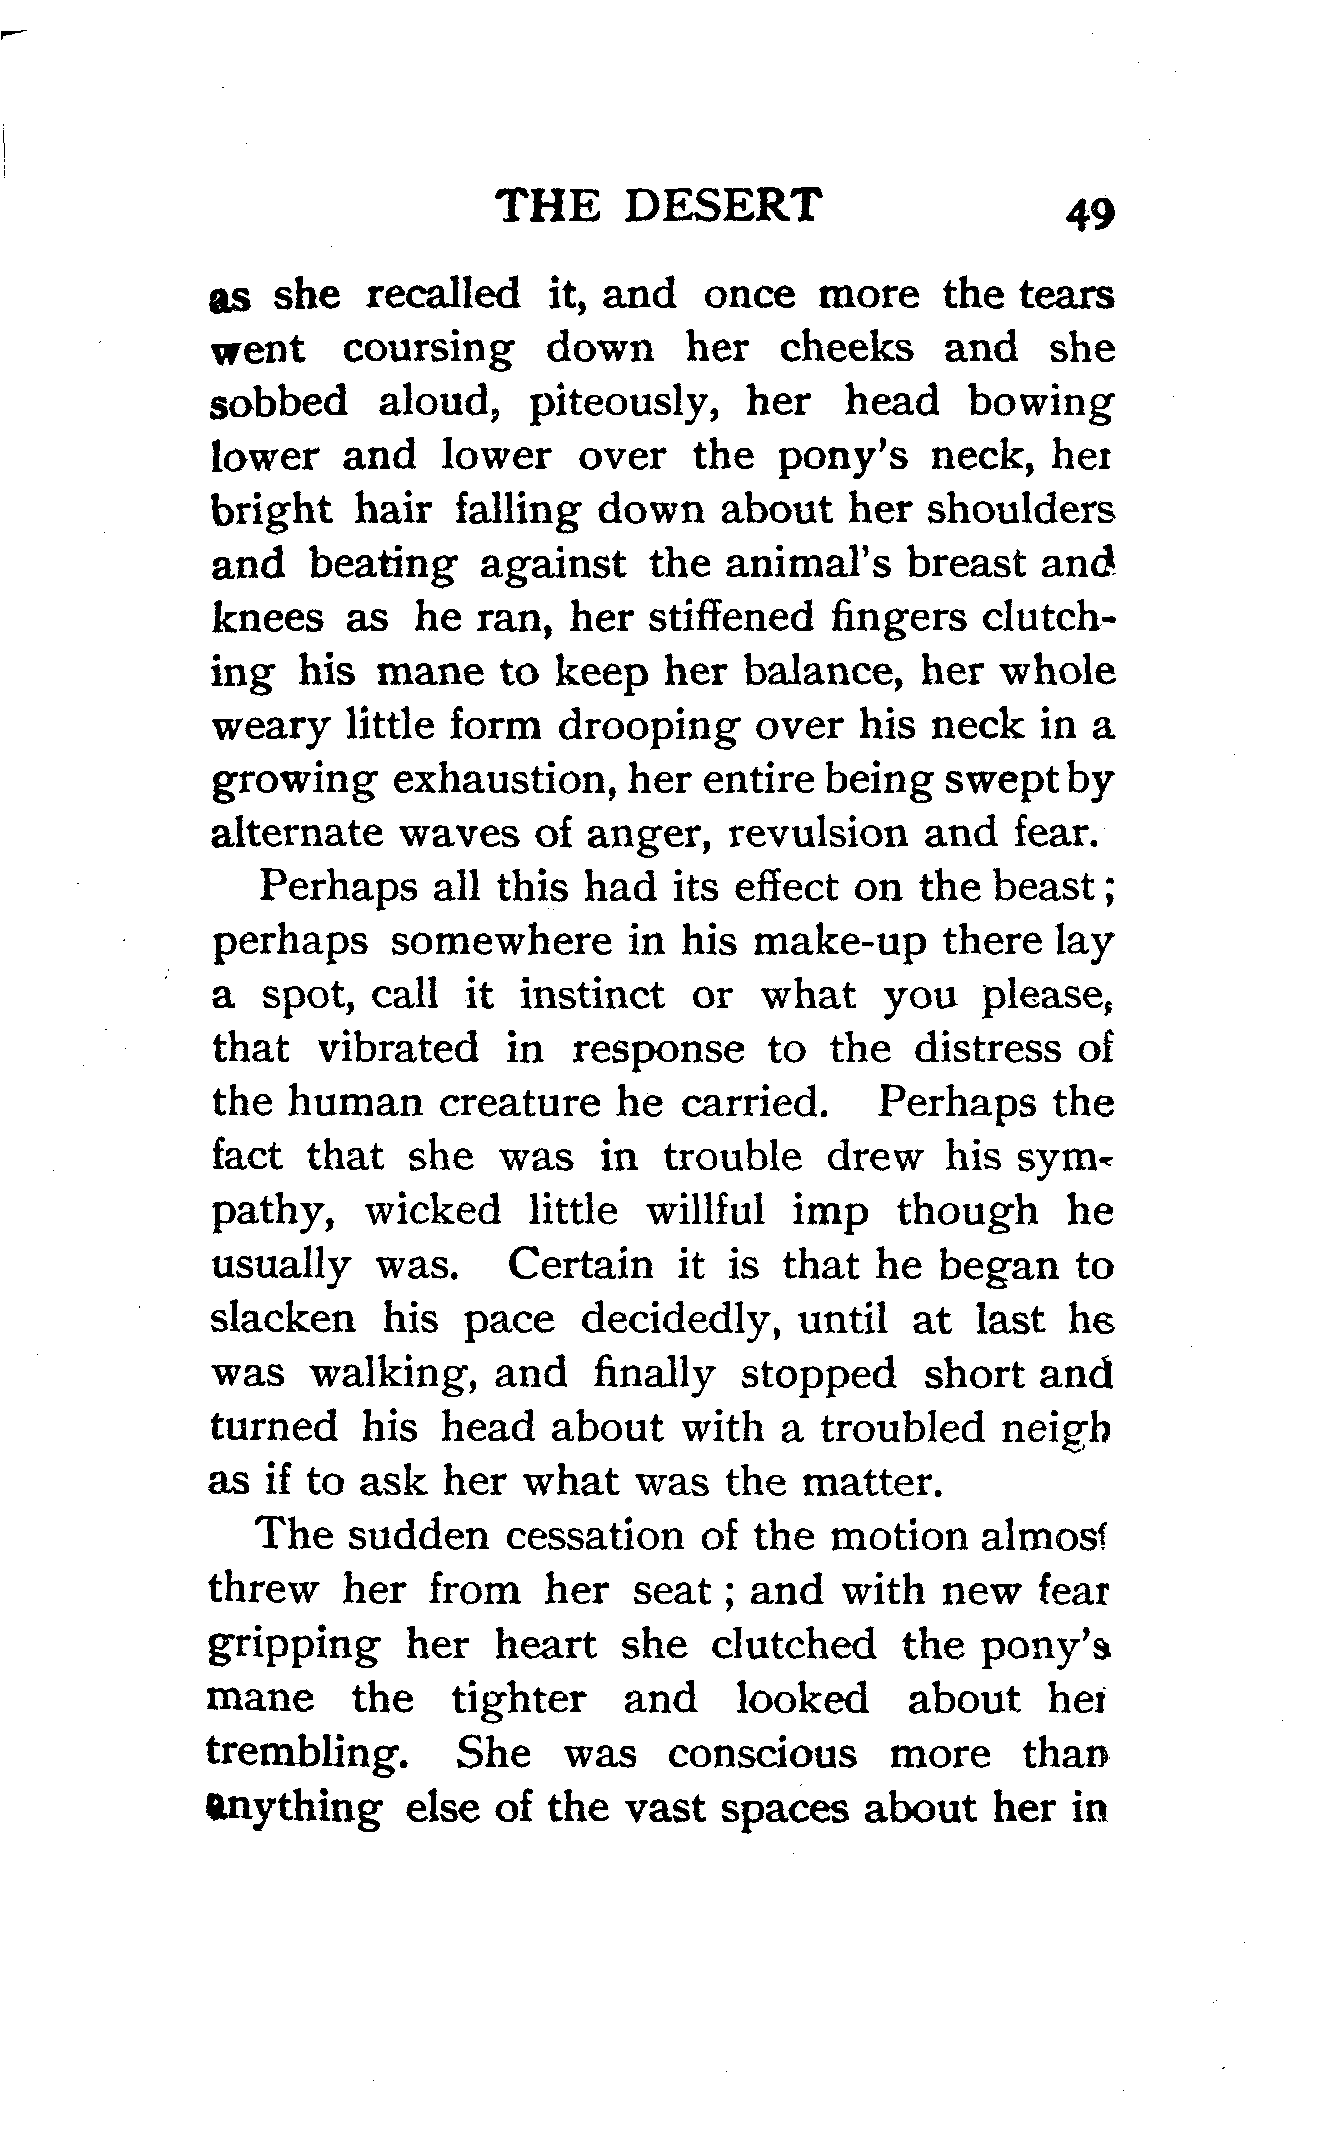 THE DESERT 49
as she recalled it, and once more the tears
went coursing down her cheeks and she
sobbed aloud, piteously, her head bowing
lower and lower over the pony's neck, her
bright hair falling down about her shoulders
and beating against the animal's breast and
knees as he ran, her stiffened fingers clutch-
ing his mane to keep her balance, her whole
weary little form drooping over his neck in a
growing exhaustion, her entire being swept by
alternate waves of anger, revulsion and fear.
Perhaps all this had its effect on the beast ;
perhaps somewhere in his make-up there lay
a spot, call it instinct or what you please,
that vibrated in response to the distress of
the human creature he carried. Perhaps the
fact that she was in trouble drew his sym-
pathy, wicked little willful imp though he
usually was. Certain it is that he began to
slacken his pace decidedly, until at last he
was walking, and finally stopped short and
turned his head about with a troubled neigh
as if to ask her what was the matter.
The sudden cessation of the motion almost
threw her from her seat ; and with new fear
gripping her heart she clutched the pony's
mane the tighter and looked about her
trembling. She was conscious more than
anything else of the vast spaces about her in